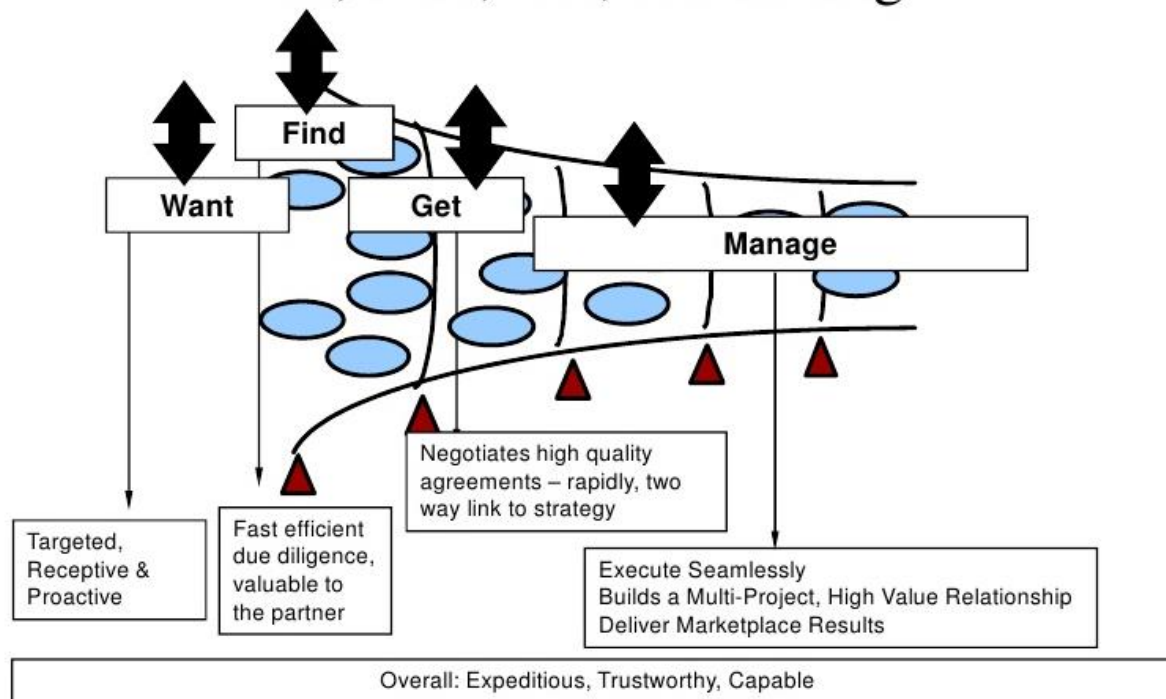 Find
Want
Get
Manage
Negotiates high quality
agreements – rapidly, two
way link to strategy
Targeted,
Receptive &
Proactive
Fast efficient
due diligence,
valuable to
the partner
Execute Seamlessly
Builds a Multi-Project, High Value Relationship
Deliver Marketplace Results
Overall: Expeditious, Trustworthy, Capable